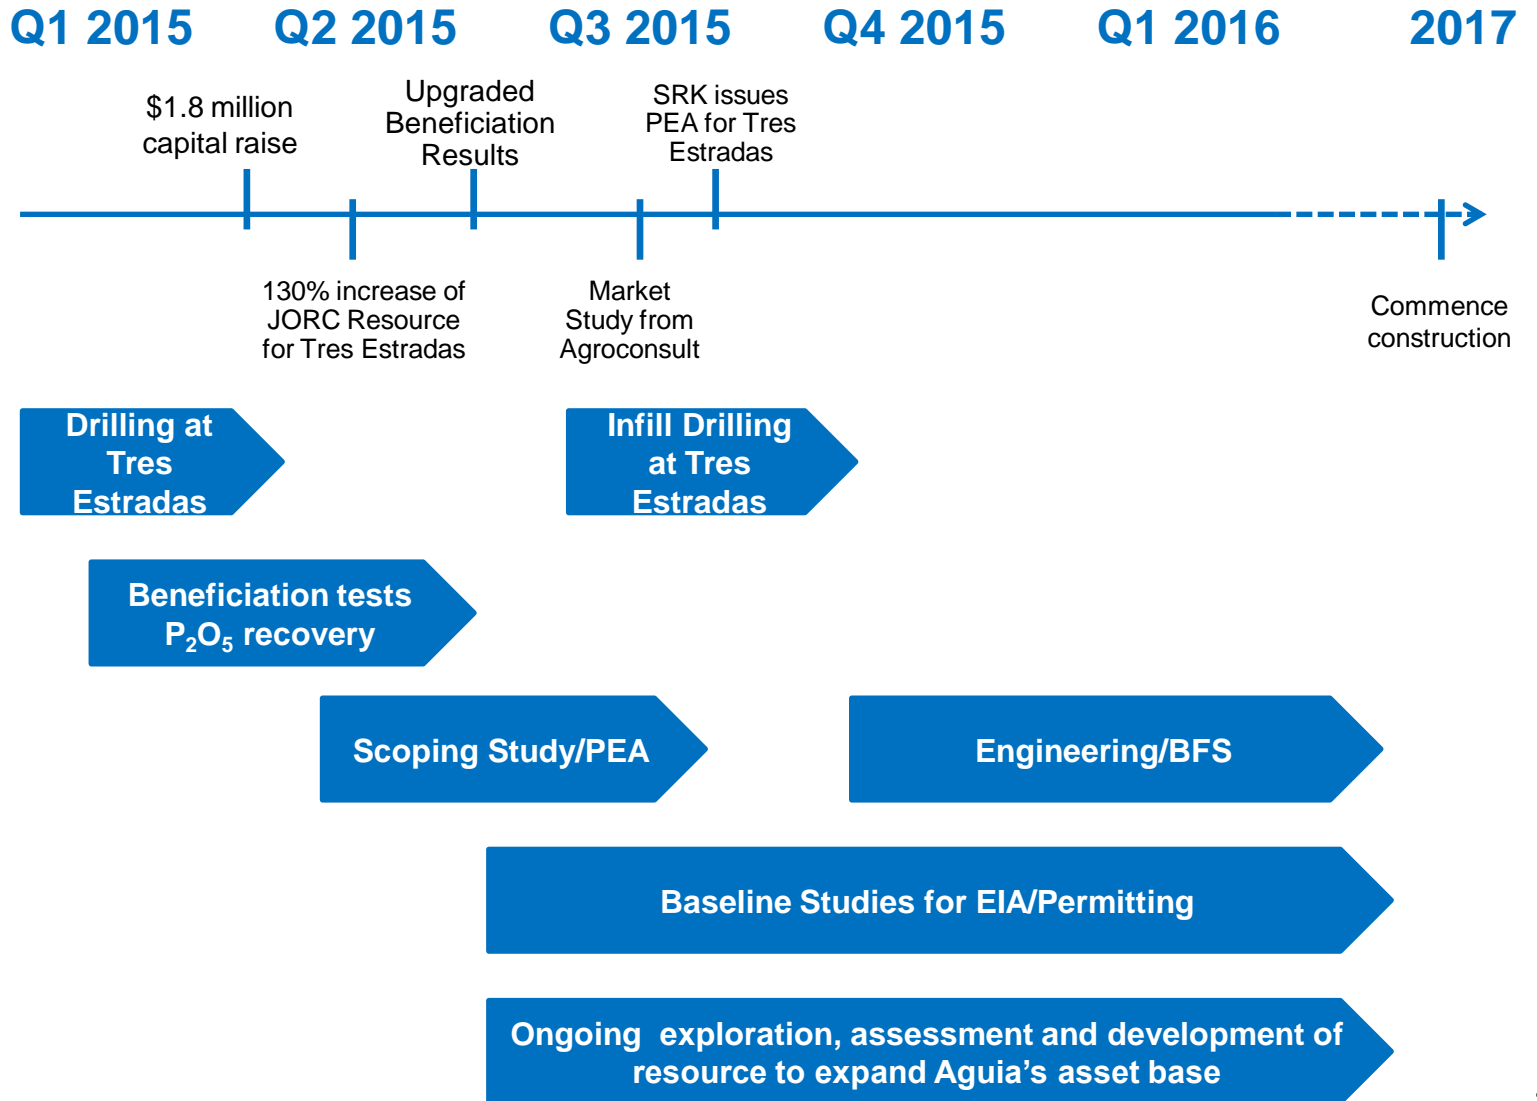 Q1 2015 Q2 2015 Q3 2015 Q4 2015 Q1 2016 2017
$1.8 million
capital raise
Upgraded
Beneficiation
Results
SRK issues
PEA for Tres
Estradas
130% increase of
JORC Resource
for Tres Estradas
Market
Study from
Agroconsult
Commence
construction
Drilling at
Tres
Estradas
Infill Drilling
at Tres
Estradas
Beneficiation tests
P₂O₅ recovery
Scoping Study/PEA
Engineering/BFS
Baseline Studies for EIA/Permitting
Ongoing exploration, assessment and development of
resource to expand Aguia’s asset base